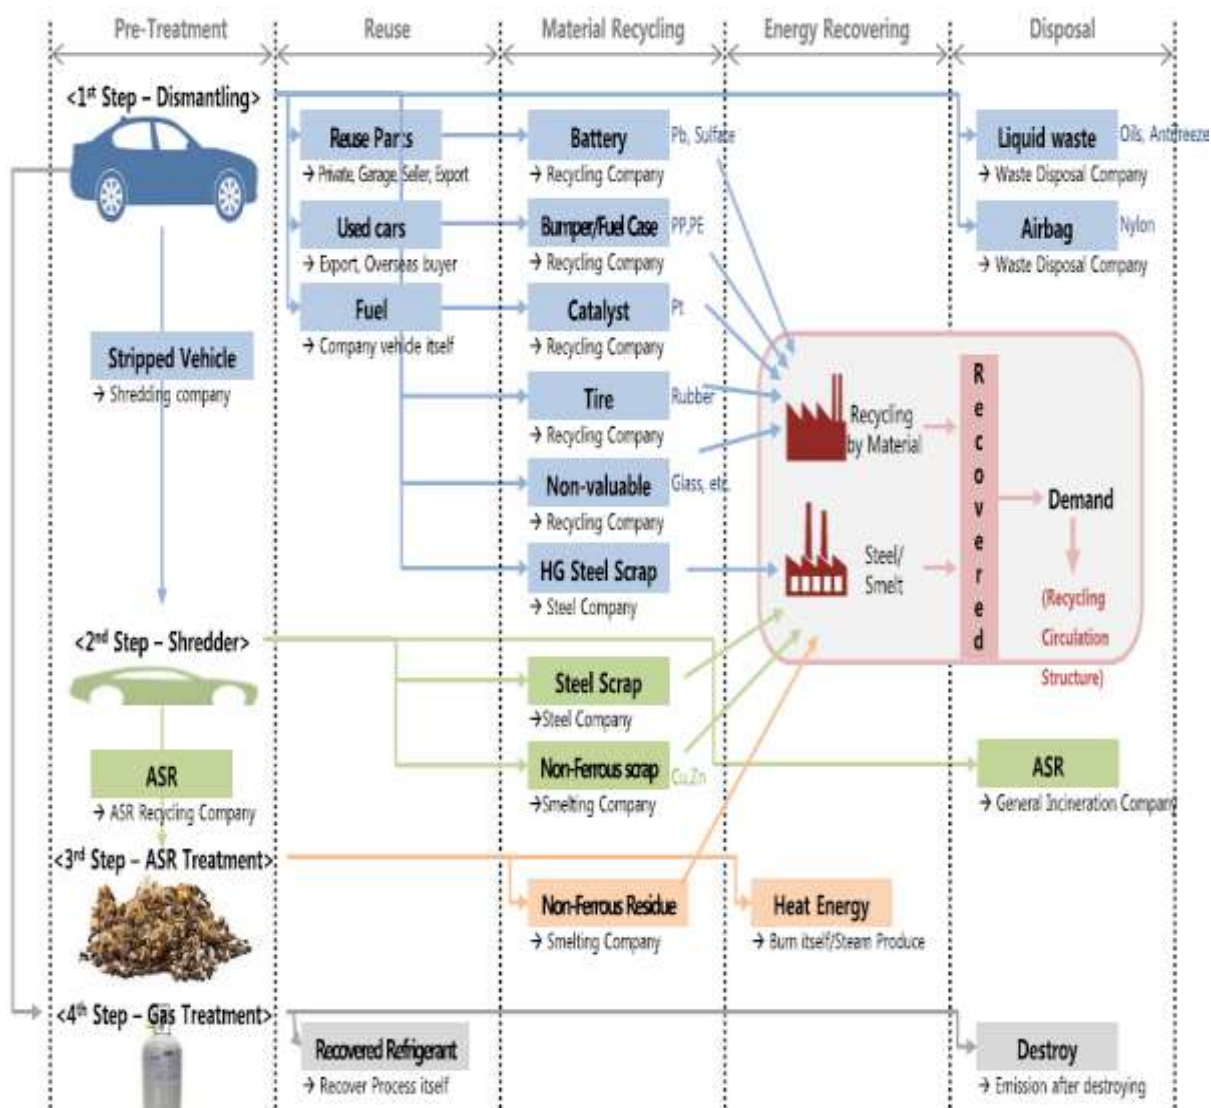 Pre-Treatment
Reuse
Material Recycling
Energy Recovering
Disposal
<1st Step – Dismantling>
Reuse Parts
→ Private, Garage, Seller, Export
Used cars
→ Export, Overseas buyer
Fuel
→ Company vehicle itself
Battery
Pb, Sulfate
→ Recycling Company
Bumper/Fuel Case
PP,PE
→ Recycling Company
Catalyst
Pt
→ Recycling Company
Tire
Rubber
→ Recycling Company
Non-valuable
Glass, etc.
→ Recycling Company
HG Steel Scrap
→ Steel Company
Liquid waste
Oils, Antifreeze
→ Waste Disposal Company
Airbag
Nylon
→ Waste Disposal Company
Stripped Vehicle
→ Shredding company
Recycling
by Material
Steel/
Smelt
Recovered
Demand
(Recycling
Circulation
Structure)
<2nd Step – Shredder>
Steel Scrap
→Steel Company
Non-Ferrous scrap
Cu,Zn
→Smelting Company
ASR
→ ASR Recycling Company
ASR
→ General Incineration Company
<3rd Step – ASR Treatment>
Non-Ferrous Residue
→ Smelting Company
Heat Energy
→ Burn itself/Steam Produce
<4th Step – Gas Treatment>
Recovered Refrigerant
→ Recover Process itself
Destroy
→ Emission after destroying